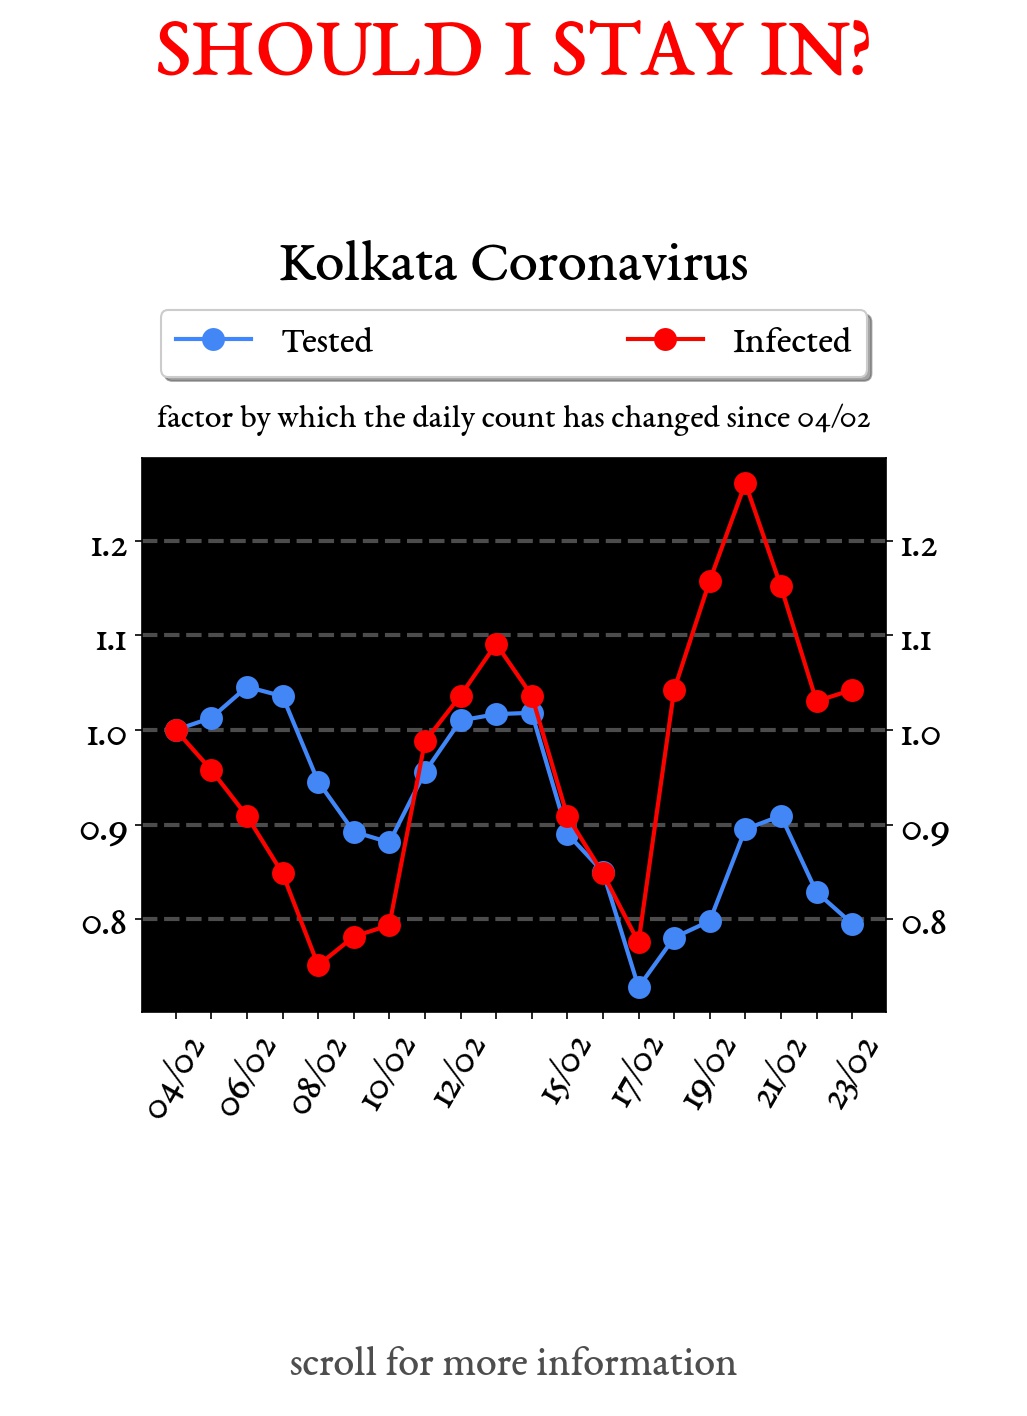 SHOULD I STAY IN?
Kolkata Coronavirus
Tested Infected
factor by which the daily count has changed since 04/02
1.2 1.2
1.1 1.1
1.0 1.0
0.9 0.9
0.8 0.8
04/02 06/02 08/02 10/02 12/02 15/02 17/02 19/02 21/02 23/02
scroll for more information